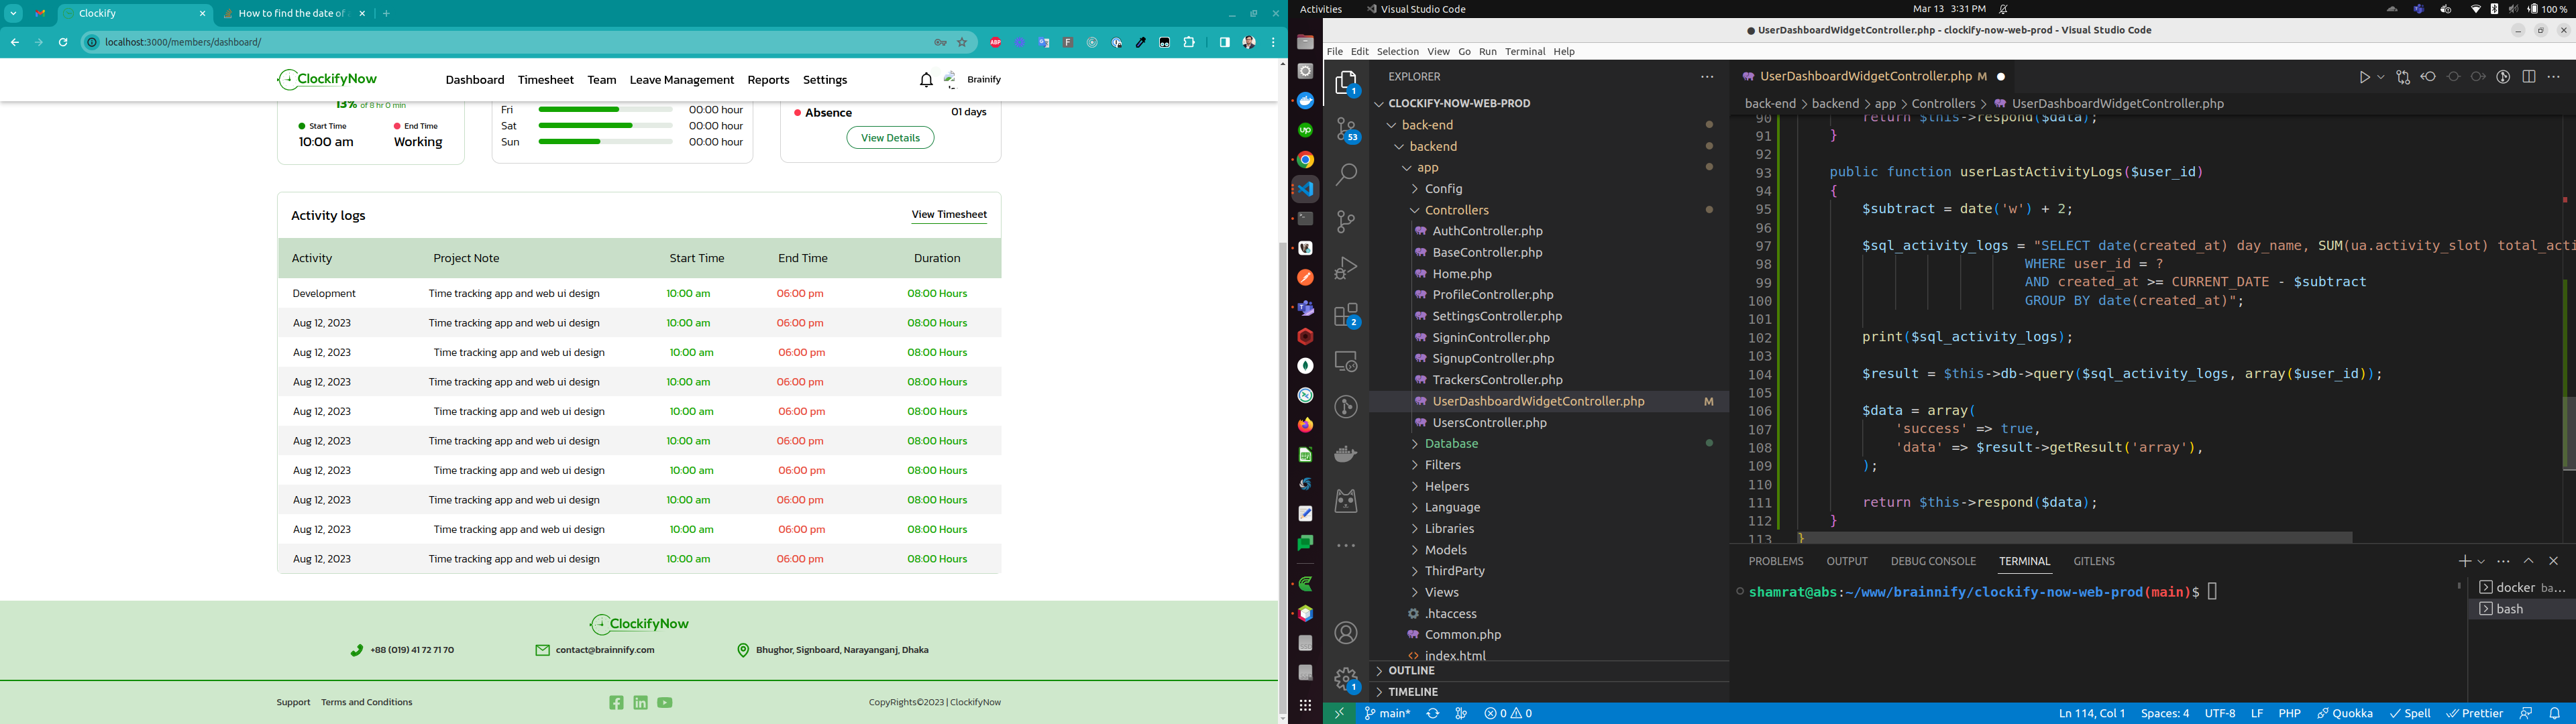 Clockify
How to find the date of
localhost:3000/members/dashboard/
ClockifyNow
Dashboard Timesheet Team Leave Management Reports Settings
Brainify
13% of 8 hr 0 min
Start Time End Time
10:00 am Working
Fri 00:00 hour
Sat 00:00 hour
Sun 00:00 hour
Absence 01 days
View Details
Activity logs View Timesheet
Activity Project Note Start Time End Time Duration
Development Time tracking app and web ui design 10:00 am 06:00 pm 08:00 Hours
Aug 12, 2023 Time tracking app and web ui design 10:00 am 06:00 pm 08:00 Hours
Aug 12, 2023 Time tracking app and web ui design 10:00 am 06:00 pm 08:00 Hours
Aug 12, 2023 Time tracking app and web ui design 10:00 am 06:00 pm 08:00 Hours
Aug 12, 2023 Time tracking app and web ui design 10:00 am 06:00 pm 08:00 Hours
Aug 12, 2023 Time tracking app and web ui design 10:00 am 06:00 pm 08:00 Hours
Aug 12, 2023 Time tracking app and web ui design 10:00 am 06:00 pm 08:00 Hours
Aug 12, 2023 Time tracking app and web ui design 10:00 am 06:00 pm 08:00 Hours
Aug 12, 2023 Time tracking app and web ui design 10:00 am 06:00 pm 08:00 Hours
Aug 12, 2023 Time tracking app and web ui design 10:00 am 06:00 pm 08:00 Hours
ClockifyNow
+88 (019) 41 72 71 70 contact@brainnify.com Bhughor, Signboard, Narayanganj, Dhaka
Support Terms and Conditions CopyRights©2023 | ClockifyNow
Activities Visual Studio Code Mar 13 3:31 PM 100 %
UserDashboardWidgetController.php - clockify-now-web-prod - Visual Studio Code
File Edit Selection View Go Run Terminal Help
EXPLORER
CLOCKIFY-NOW-WEB-PROD
back-end
backend
app
Config
Controllers
AuthController.php
BaseController.php
Home.php
ProfileController.php
SettingsController.php
SigninController.php
SignupController.php
TrackersController.php
UserDashboardWidgetController.php M
UsersController.php
Database
Filters
Helpers
Language
Libraries
Models
ThirdParty
Views
.htaccess
Common.php
index.html
OUTLINE
TIMELINE
1
53
2
1
UserDashboardWidgetController.php M
back-end > backend > app > Controllers > UserDashboardWidgetController.php
90 return $this->respond($data);
91 }
92
93 public function userLastActivityLogs($user_id)
94 {
95 $subtract = date('w') + 2;
96
97 $sql_activity_logs = "SELECT date(created_at) day_name, SUM(ua.activity_slot) total_acti
98 WHERE user_id = ?
99 AND created_at >= CURRENT_DATE - $subtract
100 GROUP BY date(created_at)";
101
102 print($sql_activity_logs);
103
104 $result = $this->db->query($sql_activity_logs, array($user_id));
105
106 $data = array(
107 'success' => true,
108 'data' => $result->getResult('array'),
109 );
110
111 return $this->respond($data);
112 }
113 }
PROBLEMS OUTPUT DEBUG CONSOLE TERMINAL GITLENS
shamrat@abs:~/www/brainnify/clockify-now-web-prod(main)$
docker ba...
bash
main* 0 0 Ln 114, Col 1 Spaces: 4 UTF-8 LF PHP Quokka Spell Prettier